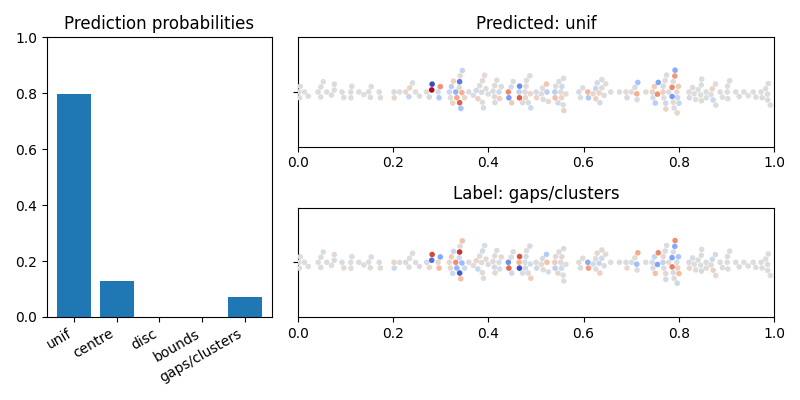 Prediction probabilities
1.0
0.8
0.6
0.4
0.2
0.0
unif
centre
disc
bounds
gaps/clusters
Predicted: unif
0.0 0.2 0.4 0.6 0.8 1.0
Label: gaps/clusters
0.0 0.2 0.4 0.6 0.8 1.0